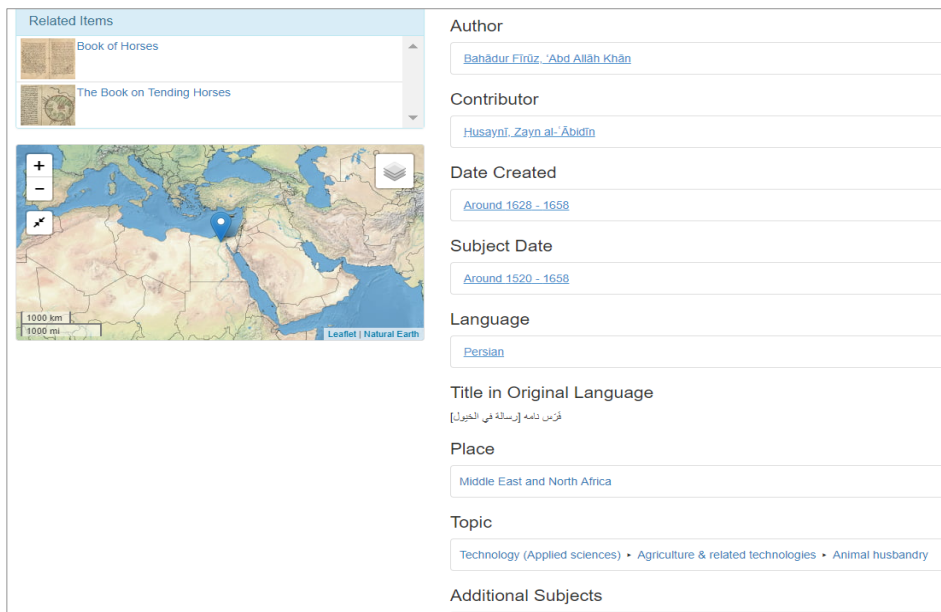 Related Items
Book of Horses
The Book on Tending Horses
+
−
1000 km
1000 mi
Leaflet | Natural Earth
Author
Bahādur Fīrūz, ʻAbd Allāh Khān
Contributor
Husaynī, Zayn al-ʹĀbidīn
Date Created
Around 1628 - 1658
Subject Date
Around 1520 - 1658
Language
Persian
Title in Original Language
فَرَس نامه [رسالة في الخيول]
Place
Middle East and North Africa
Topic
Technology (Applied sciences) ‣ Agriculture & related technologies ‣ Animal husbandry
Additional Subjects